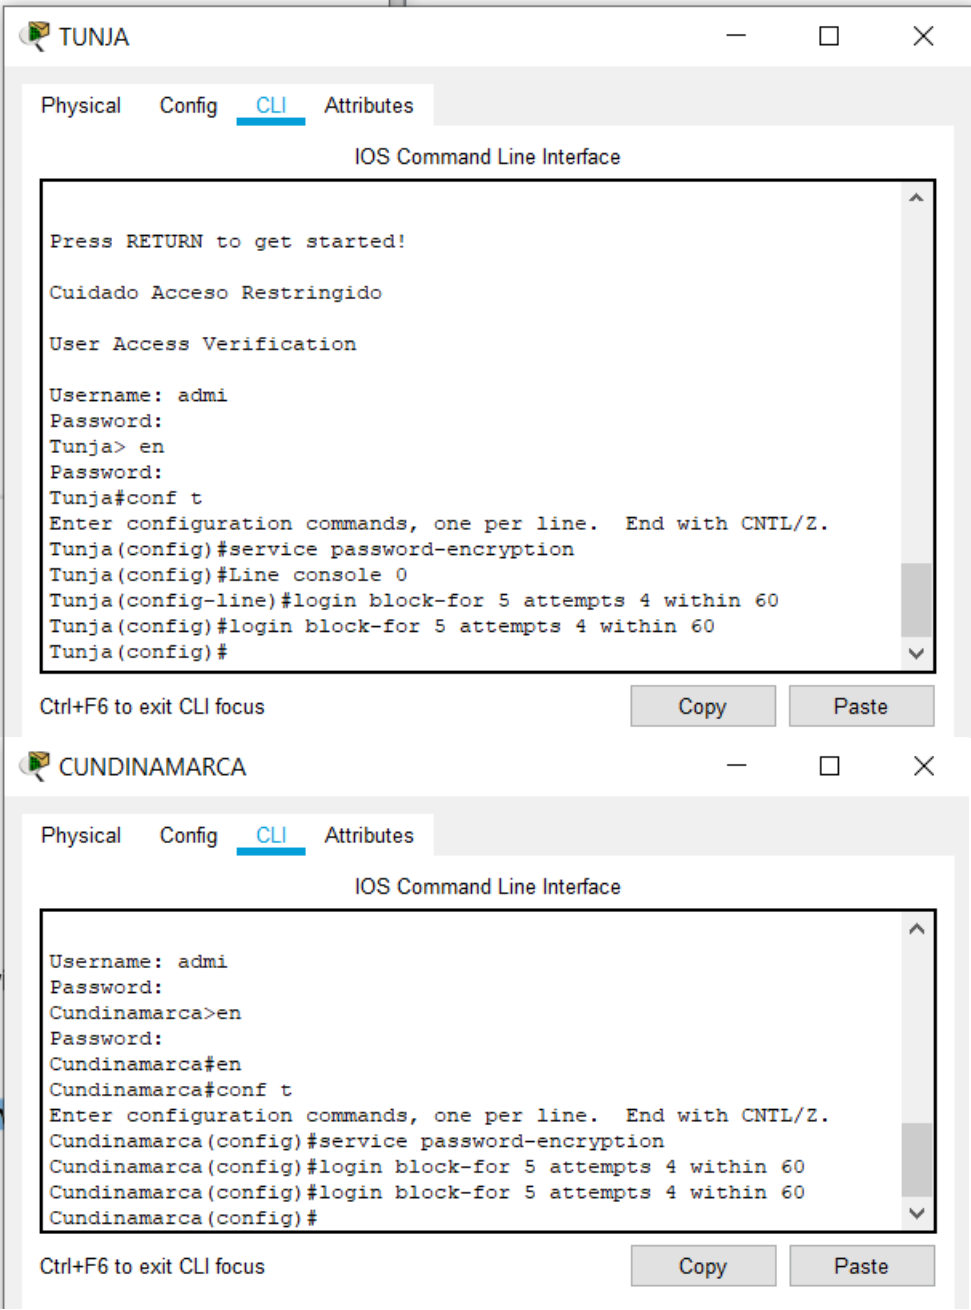 TUNJA
Physical Config CLI Attributes
IOS Command Line Interface
Press RETURN to get started!
Cuidado Acceso Restringido
User Access Verification
Username: admi
Password:
Tunja> en
Password:
Tunja#conf t
Enter configuration commands, one per line.  End with CNTL/Z.
Tunja(config)#service password-encryption
Tunja(config)#Line console 0
Tunja(config-line)#login block-for 5 attempts 4 within 60
Tunja(config)#login block-for 5 attempts 4 within 60
Tunja(config)#
Ctrl+F6 to exit CLI focus Copy Paste
CUNDINAMARCA
Physical Config CLI Attributes
IOS Command Line Interface
Username: admi
Password:
Cundinamarca>en
Password:
Cundinamarca#en
Cundinamarca#conf t
Enter configuration commands, one per line.  End with CNTL/Z.
Cundinamarca(config)#service password-encryption
Cundinamarca(config)#login block-for 5 attempts 4 within 60
Cundinamarca(config)#login block-for 5 attempts 4 within 60
Cundinamarca(config)#
Ctrl+F6 to exit CLI focus Copy Paste